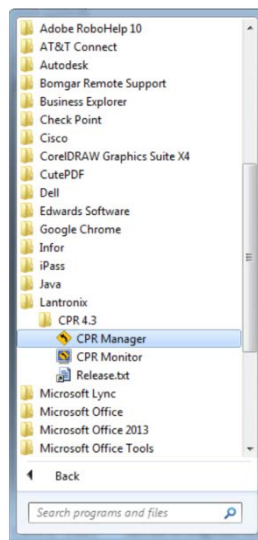 Adobe RoboHelp 10
AT&T Connect
Autodesk
Bomgar Remote Support
Business Explorer
Check Point
Cisco
CorelDRAW Graphics Suite X4
CutePDF
Dell
Edwards Software
Google Chrome
Infor
iPass
Java
Lantronix
CPR 4.3
CPR Manager
CPR Monitor
Release.txt
Microsoft Lync
Microsoft Office
Microsoft Office 2013
Microsoft Office Tools
Back
Search programs and files